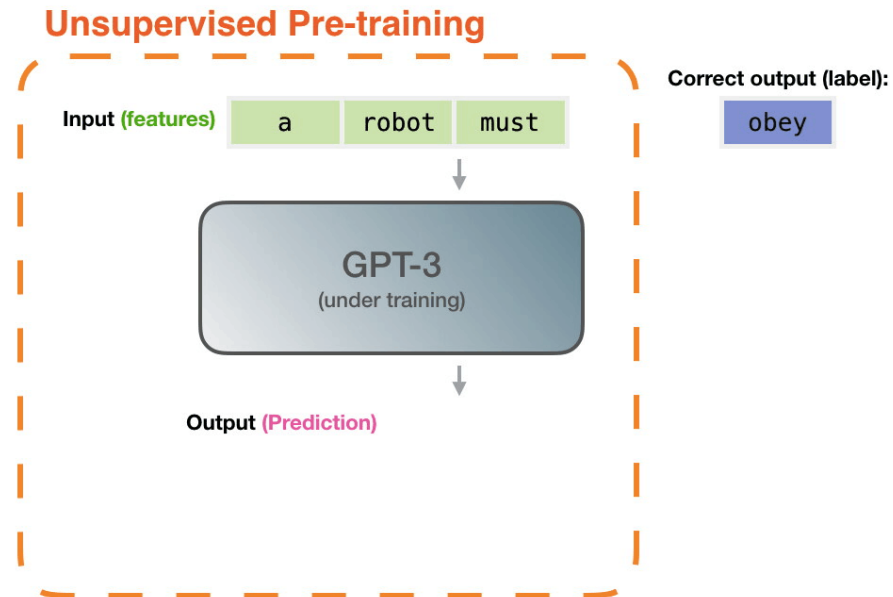 Unsupervised Pre-training
Correct output (label):
Input (features) a robot must
obey
GPT-3
(under training)
Output (Prediction)